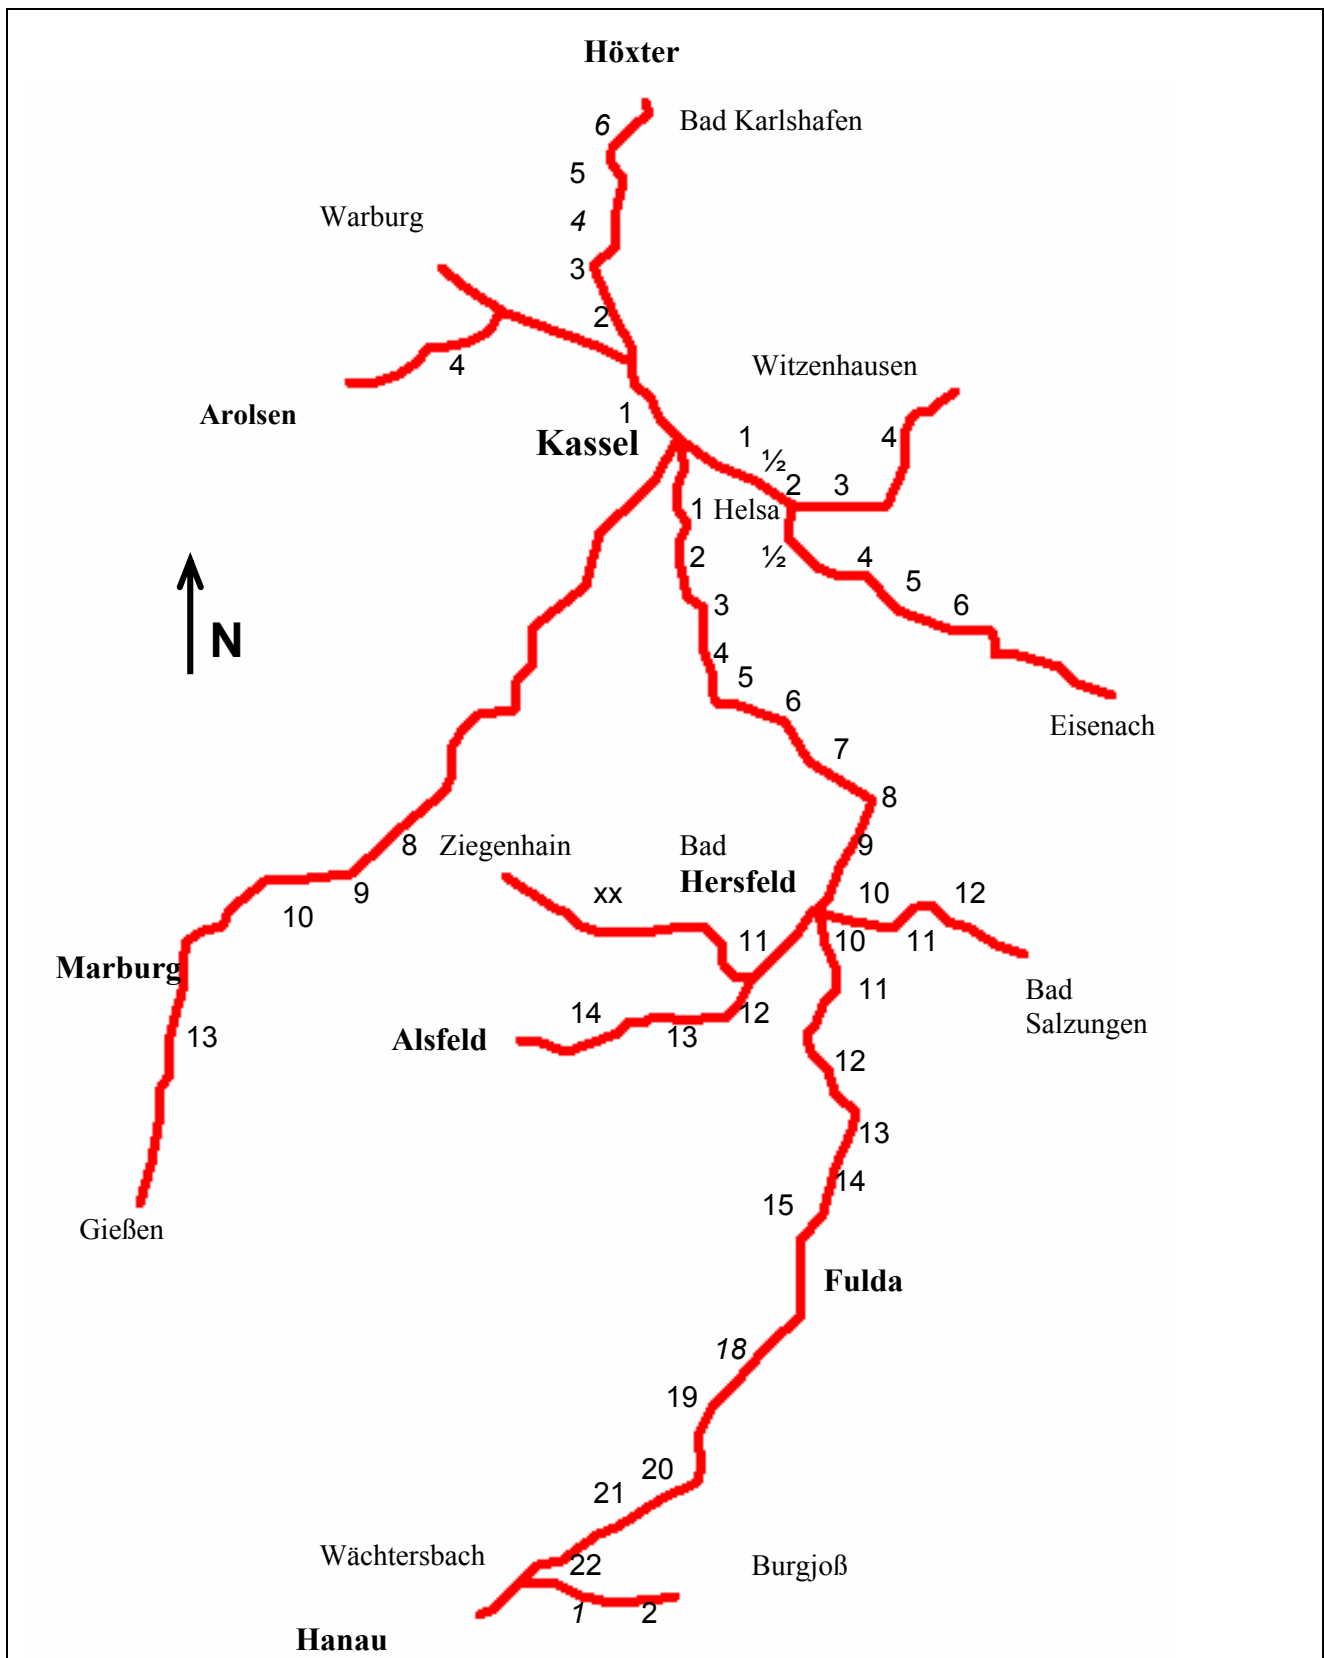 Höxter
6
Bad Karlshafen
5
Warburg
4
3
2
4
Witzenhausen
Arolsen
1
Kassel
1
4
½
2
3
1
Helsa
2
½
4
5
6
3
N
4
5
6
Eisenach
7
8
8
Ziegenhain
Bad
9
Hersfeld
9
xx
10
12
10
11
10
11
Marburg
11
Bad
Salzungen
14
12
13
Alsfeld
13
12
13
14
15
Gießen
Fulda
18
19
20
21
Wächtersbach
22
Burgjoß
1
2
Hanau